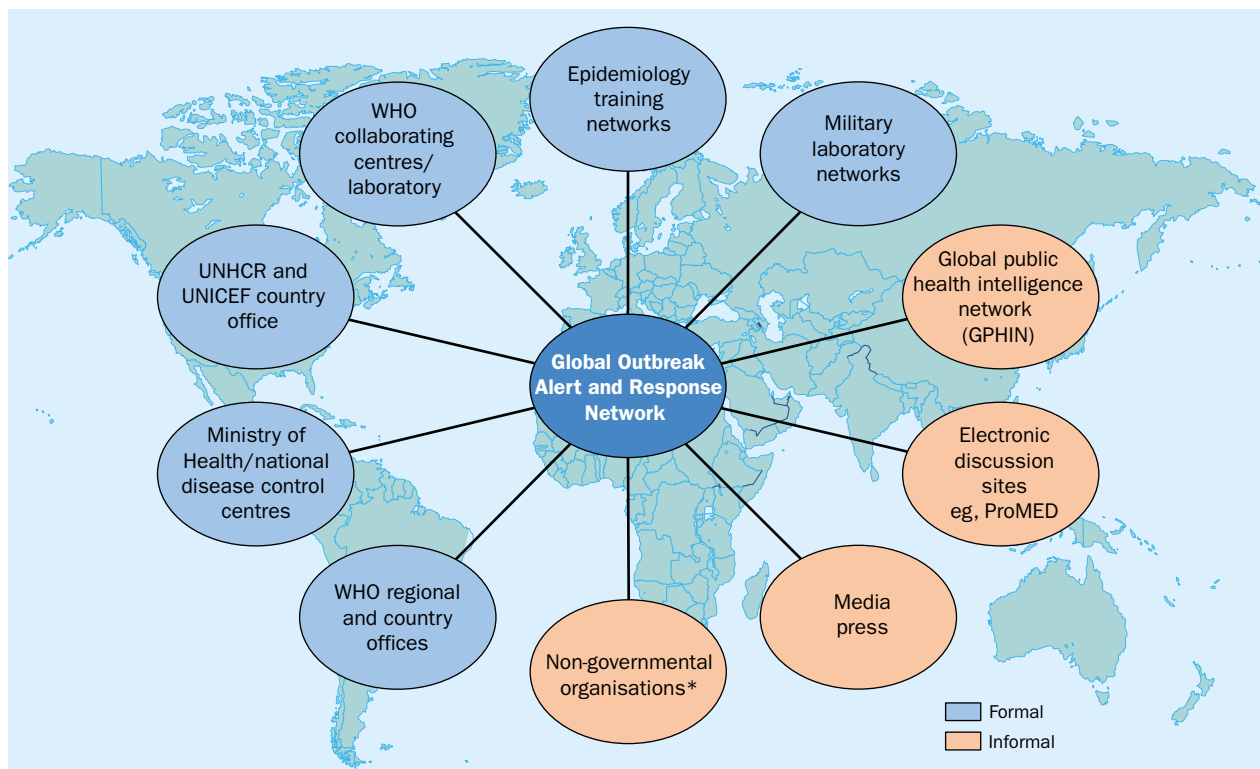 Epidemiology
training
networks
WHO
collaborating
centres/
laboratory
Military
laboratory
networks
UNHCR and
UNICEF country
office
Global public
health intelligence
network
(GPHIN)
Global Outbreak
Alert and Response
Network
Ministry of
Health/national
disease control
centres
Electronic
discussion
sites
eg, ProMED
WHO regional
and country
offices
Media
press
Non-governmental
organisations*
Formal
Informal